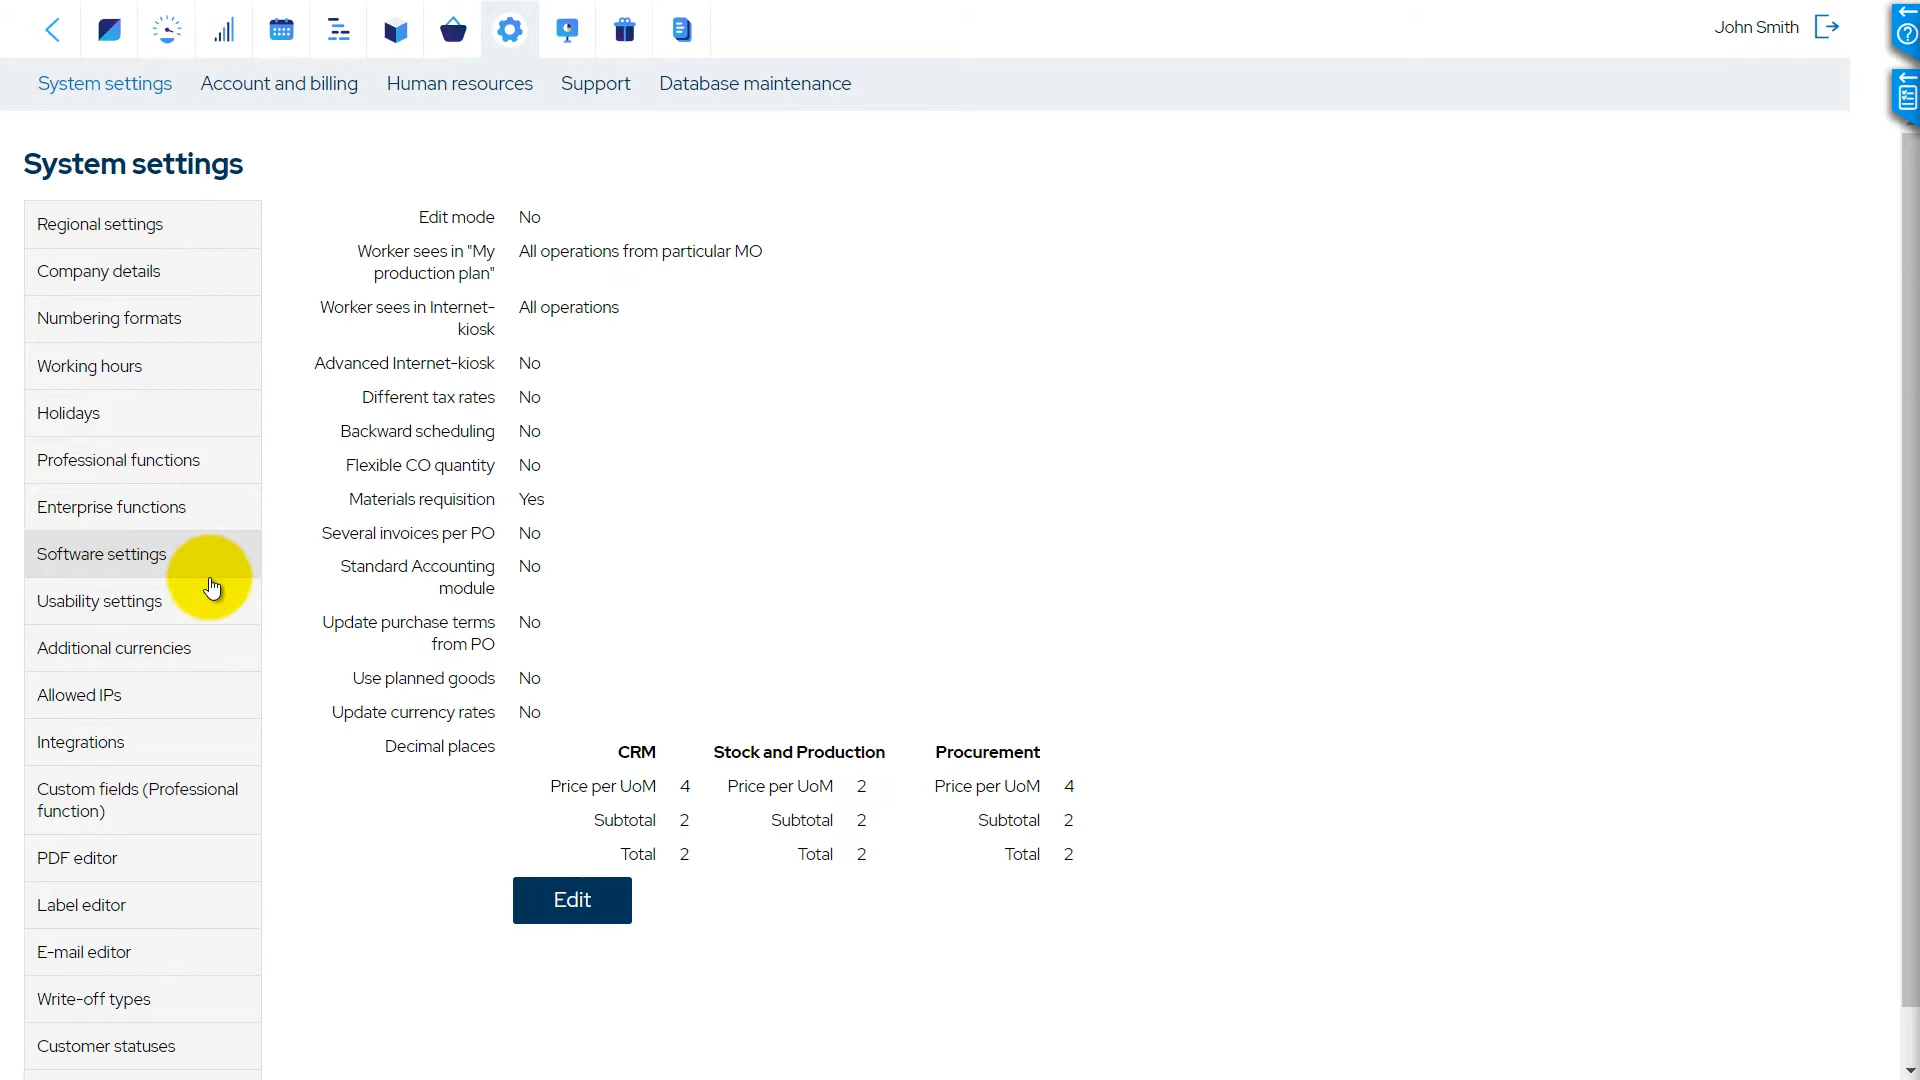 John Smith
System settings
Account and billing
Human resources
Support
Database maintenance
System settings
Regional settings
Company details
Numbering formats
Working hours
Holidays
Professional functions
Enterprise functions
Software settings
Usability settings
Additional currencies
Allowed IPs
Integrations
Custom fields (Professional
function)
PDF editor
Label editor
E-mail editor
Write-off types
Customer statuses
Edit mode No
Worker sees in "My All operations from particular MO
production plan"
Worker sees in Internet- All operations
kiosk
Advanced Internet-kiosk No
Different tax rates No
Backward scheduling No
Flexible CO quantity No
Materials requisition Yes
Several invoices per PO No
Standard Accounting No
module
Update purchase terms No
from PO
Use planned goods No
Update currency rates No
Decimal places
CRM Stock and Production Procurement
Price per UoM 4 Price per UoM 2 Price per UoM 4
Subtotal 2 Subtotal 2 Subtotal 2
Total 2 Total 2 Total 2
Edit